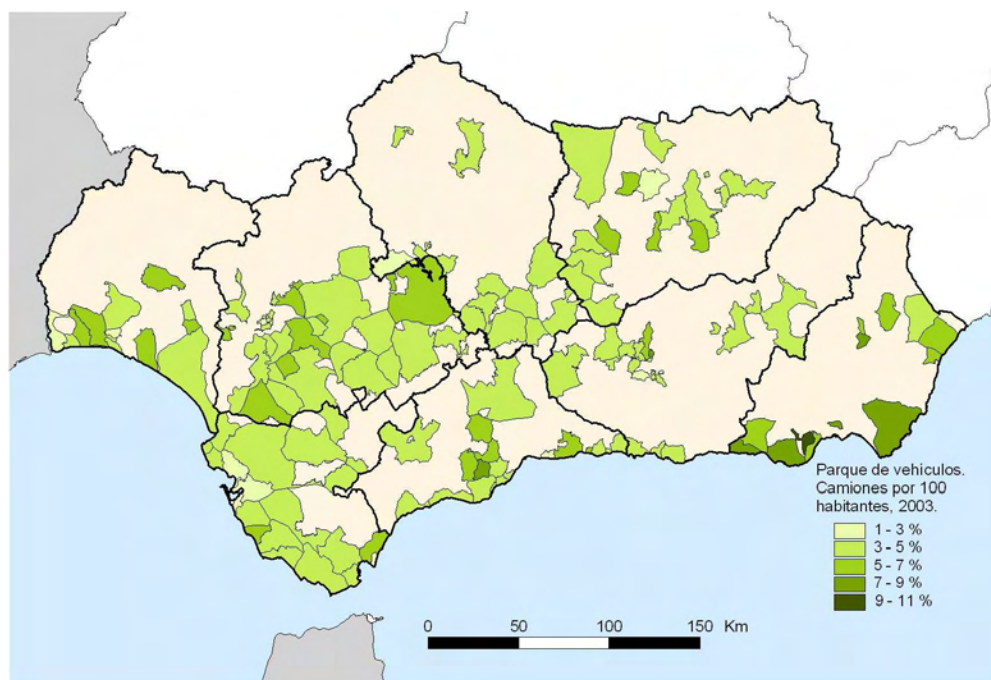 Parque de vehículos.
Camiones por 100
habitantes, 2003.
1 - 3 %
3 - 5 %
5 - 7 %
7 - 9 %
9 - 11 %
0 50 100 150 Km